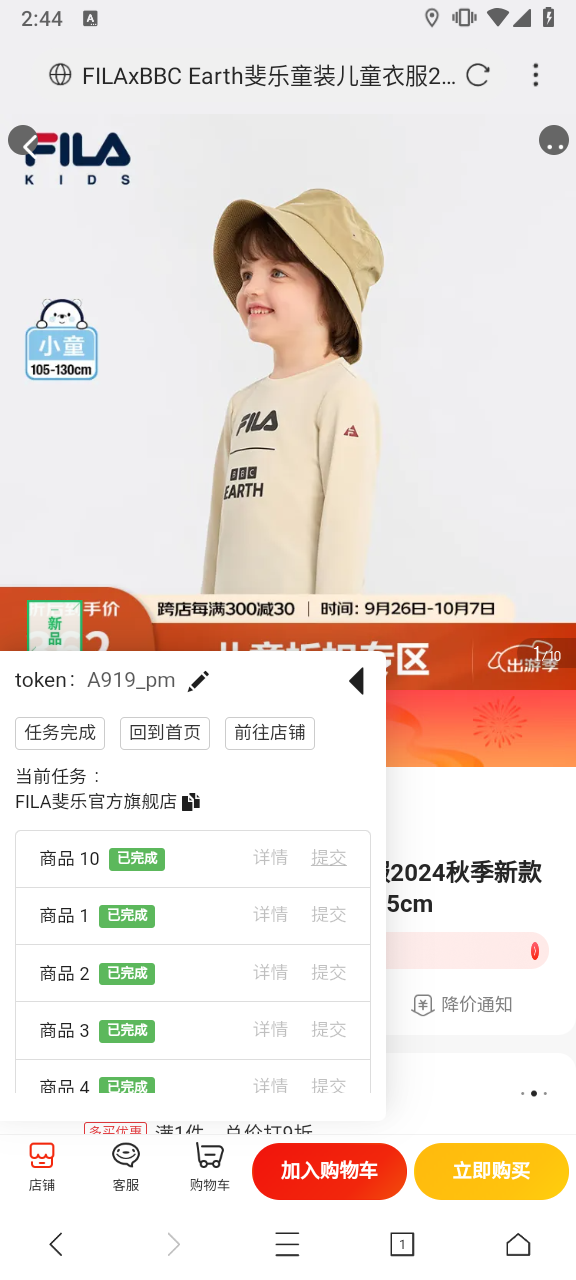 2:44
A
FILAxBBC Earth斐乐童装儿童衣服2...
FILA
KIDS
小童
105-130cm
FILA
BBC
EARTH
新品
手价
跨店每满300减30 | 时间：9月26日-10月7日
儿童折扣专区
出游季
1/10
token： A919_pm
任务完成 回到首页 前往店铺
当前任务 ：
FILA斐乐官方旗舰店
商品 10 已完成 详情 提交
商品 1 已完成 详情 提交
商品 2 已完成 详情 提交
商品 3 已完成 详情 提交
商品 4 已完成 详情 提交
2024秋季新款
5cm
降价通知
多买优惠 满1件，总价打9折
店铺 客服 购物车 加入购物车 立即购买
1